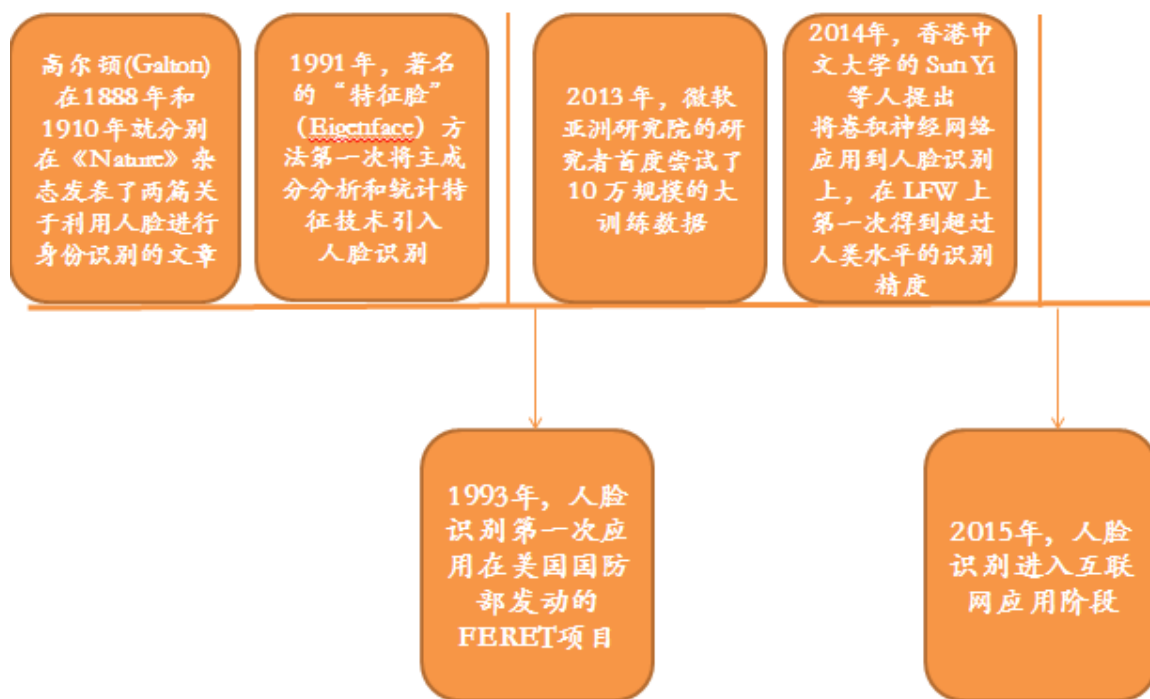 高尔顿(Galton)
在1888年和
1910年就分别
在《Nature》杂
志发表了两篇关
于利用人脸进行
身份识别的文章
1991年，著名
的“特征脸”
（Eigenface）方
法第一次将主成
分分析和统计特
征技术引入
人脸识别
2013年，微软
亚洲研究院的研
究者首度尝试了
10万规模的大
训练数据
2014年，香港中
文大学的Sun Yi
等人提出
将卷积神经网络
应用到人脸识别
上，在LFW上
第一次得到超过
人类水平的识别
精度
1993年，人脸
识别第一次应
用在美国国防
部发动的
FERET项目
2015年，人脸
识别进入互联
网应用阶段